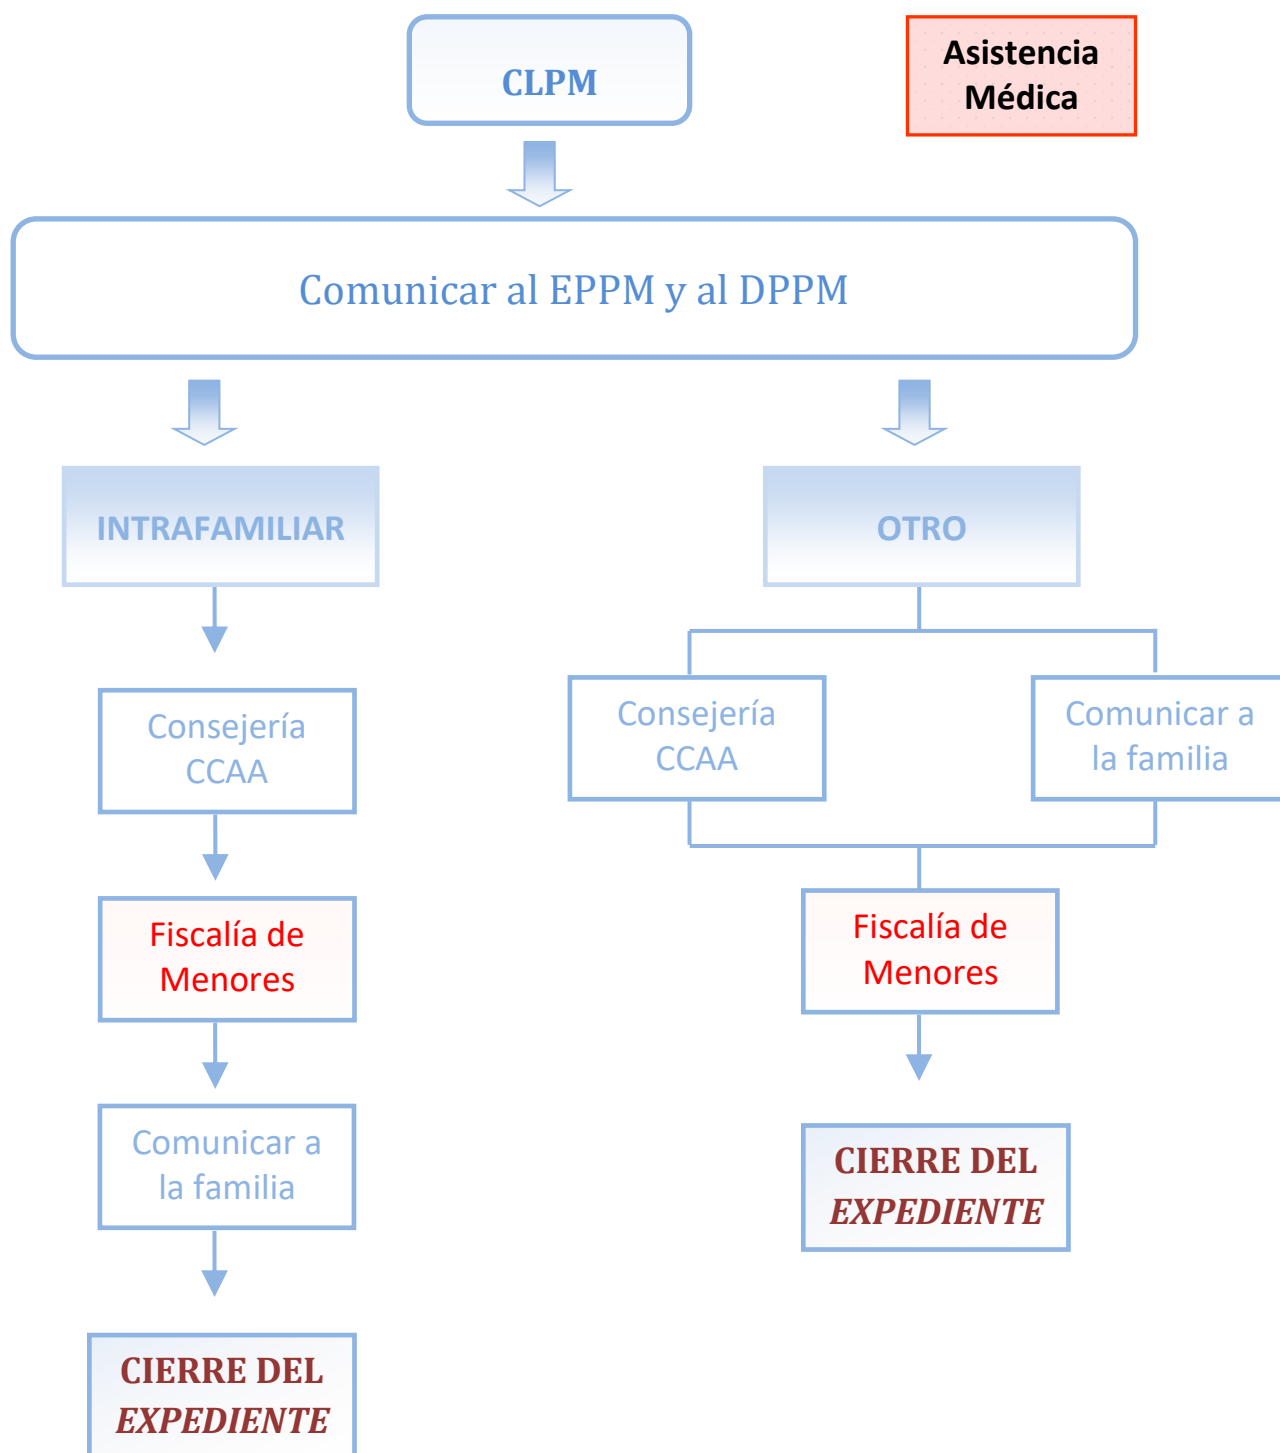 CLPM
Asistencia
Médica
Comunicar al EPPM y al DPPM
INTRAFAMILIAR
OTRO
Consejería
CCAA
Consejería
CCAA
Comunicar a
la familia
Fiscalía de
Menores
Fiscalía de
Menores
Comunicar a
la familia
CIERRE DEL
EXPEDIENTE
CIERRE DEL
EXPEDIENTE